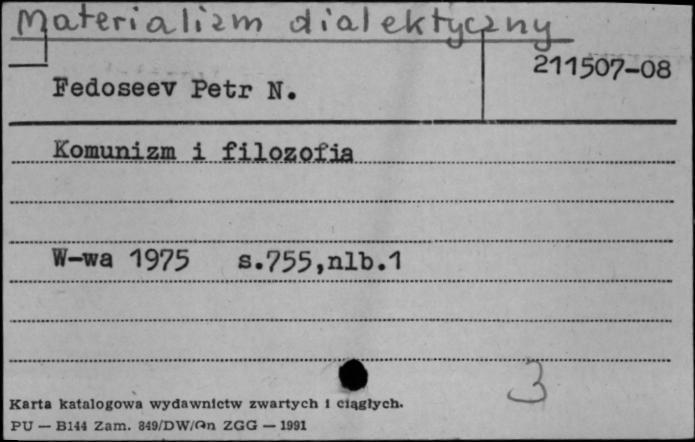 Materializm dialektyczny
211507-08
Fedoseev Petr N.
Komunizm i filozofia
W-wa 1975 s.755,nlb.1
3
Karta katalogowa wydawnictw zwartych i ciągłych.
PU — B144 Zam. 849/DW/On ZGG — 1991